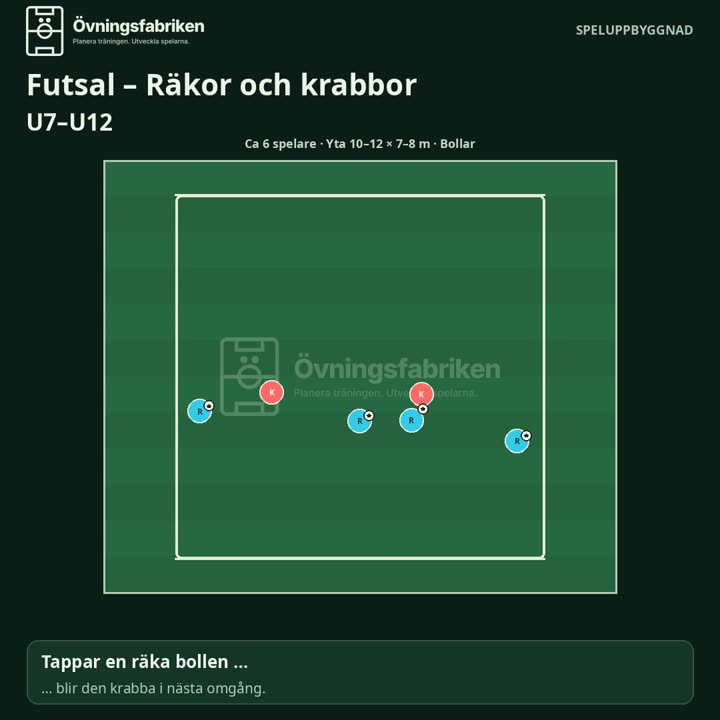 Övningsfabriken
Planera träningen. Utveckla spelarna.
SPELUPPBYGGNAD
Futsal – Räkor och krabbor
U7–U12
Ca 6 spelare · Yta 10–12 × 7–8 m · Bollar
Övningsfabriken
Planera träningen. Utveckla spelarna.
K
K
R
R
R
R
Tappar en räka bollen ...
... blir den krabba i nästa omgång.